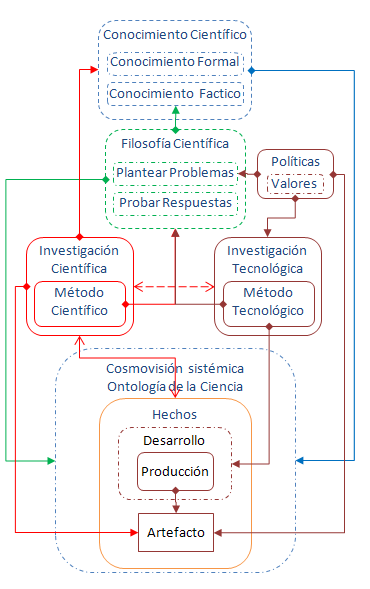 Conocimiento Científico
Conocimiento Formal
Conocimiento Factico
Filosofía Científica
Plantear Problemas
Probar Respuestas
Políticas
Valores
Investigación
Científica
Método
Científico
Investigación
Tecnológica
Método
Tecnológico
Cosmovisión sistémica
Ontología de la Ciencia
Hechos
Desarrollo
Producción
Artefacto